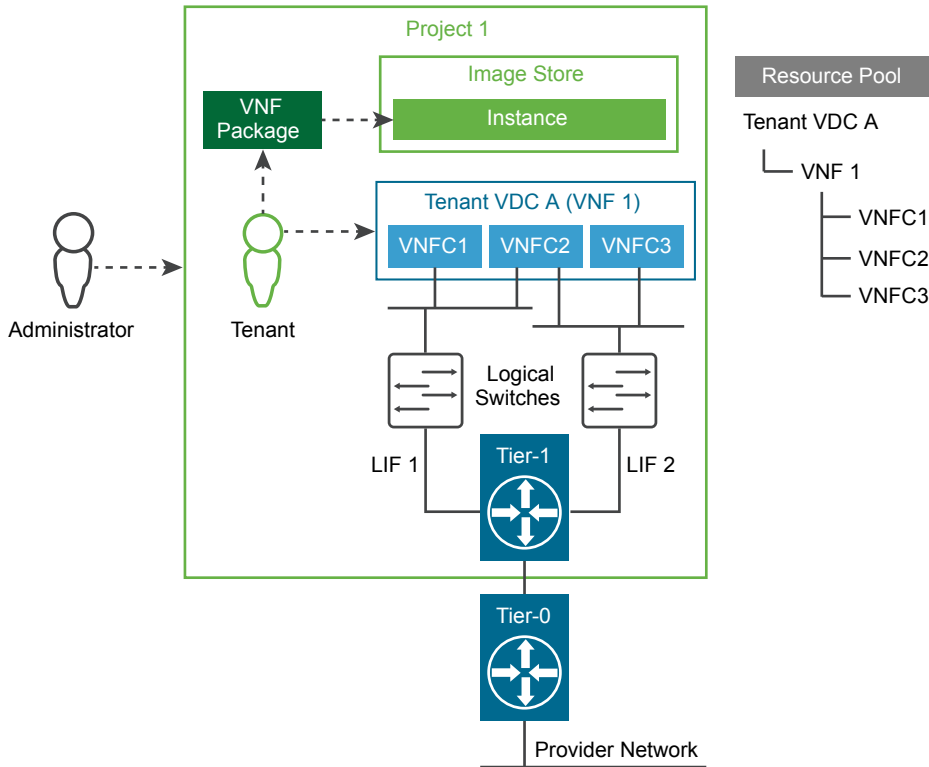 Project 1
Image Store
Instance
VNF
Package
Resource Pool
Tenant VDC A
VNF 1
VNFC1
VNFC2
VNFC3
Tenant VDC A (VNF 1)
VNFC1
VNFC2
VNFC3
Administrator
Tenant
Logical
Switches
LIF 1
LIF 2
Tier-1
Tier-0
Provider Network